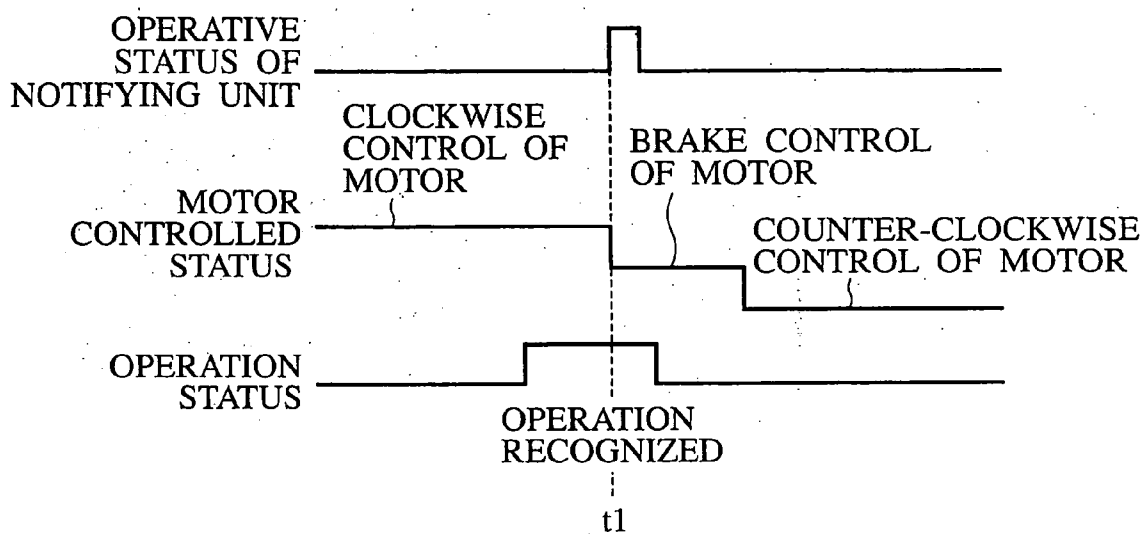 OPERATIVE
STATUS OF
NOTIFYING UNIT
CLOCKWISE
CONTROL OF
MOTOR
BRAKE CONTROL
OF MOTOR
MOTOR
CONTROLLED
STATUS
COUNTER-CLOCKWISE
CONTROL OF MOTOR
OPERATION
STATUS
OPERATION
RECOGNIZED
t1